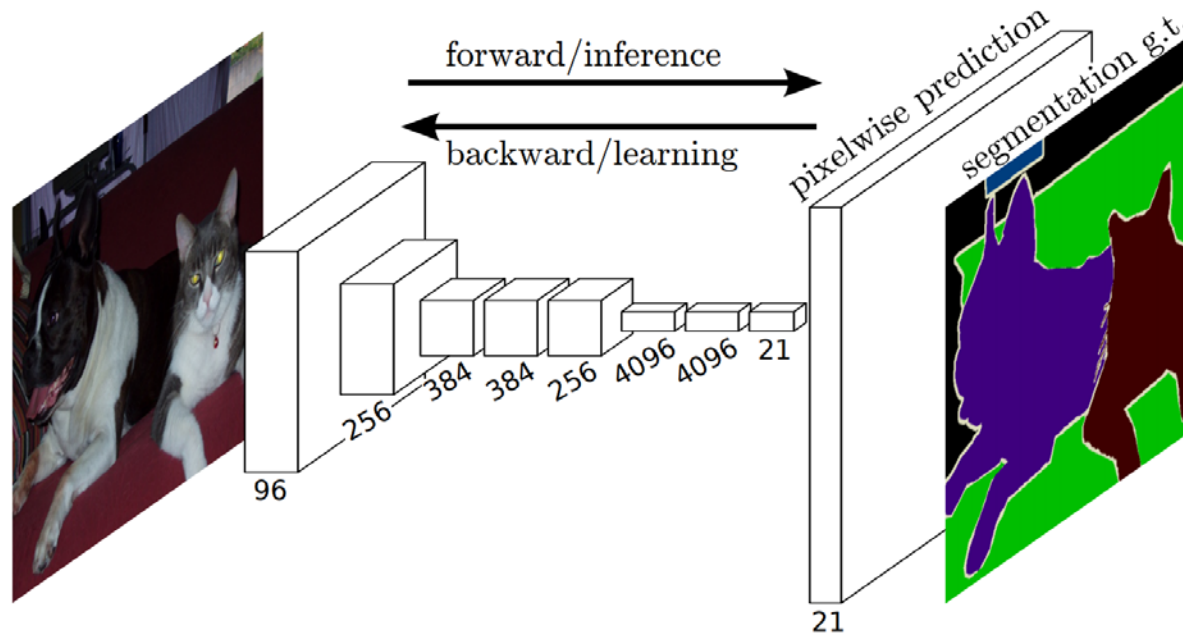 forward/inference
backward/learning
pixelwise prediction
segmentation g.t.
96
256
384
384
256
4096
4096
21
21